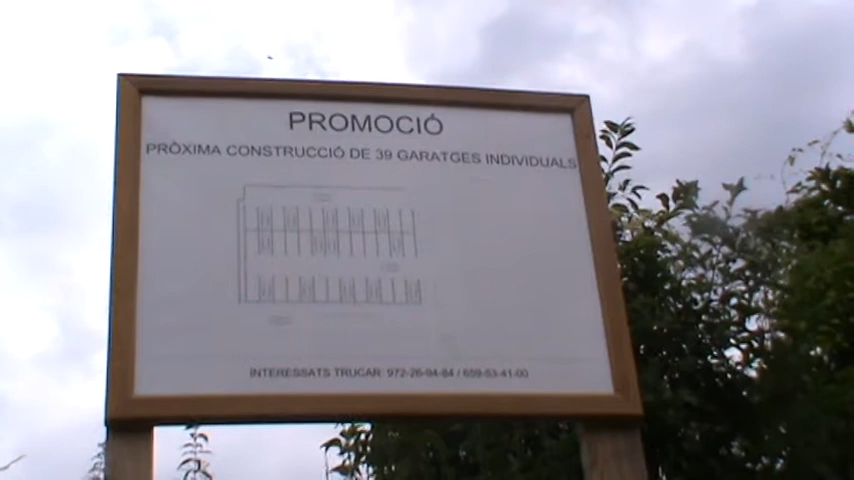 PROMOCIÓ
PRÒXIMA CONSTRUCCIÓ DE 39 GARATGES INDIVIDUALS
INTERESSATS TRUCAR 972-26-94-84 / 659-53-41-00